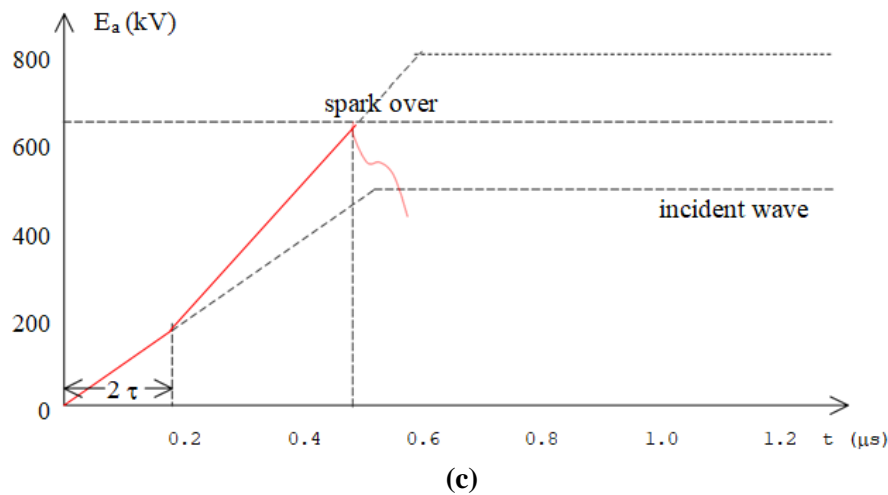 E_a (kV)
800
spark over
600
incident wave
400
200
2 τ
0
0.2 0.4 0.6 0.8 1.0 1.2 t (μs)
(c)